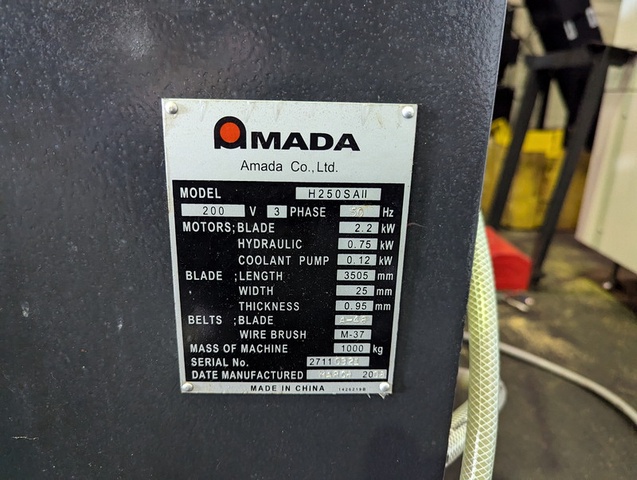 AMADA
Amada Co.,Ltd.
MODEL H250SAII
200 V 3 PHASE Hz
MOTORS;BLADE 2.2 kW
HYDRAULIC 0.75 kW
COOLANT PUMP 0.12 kW
BLADE ;LENGTH 3505 mm
WIDTH 25 mm
THICKNESS 0.95 mm
BELTS ;BLADE
WIRE BRUSH M-37
MASS OF MACHINE 1000 kg
SERIAL No.
DATE MANUFACTURED MARCH
MADE IN CHINA